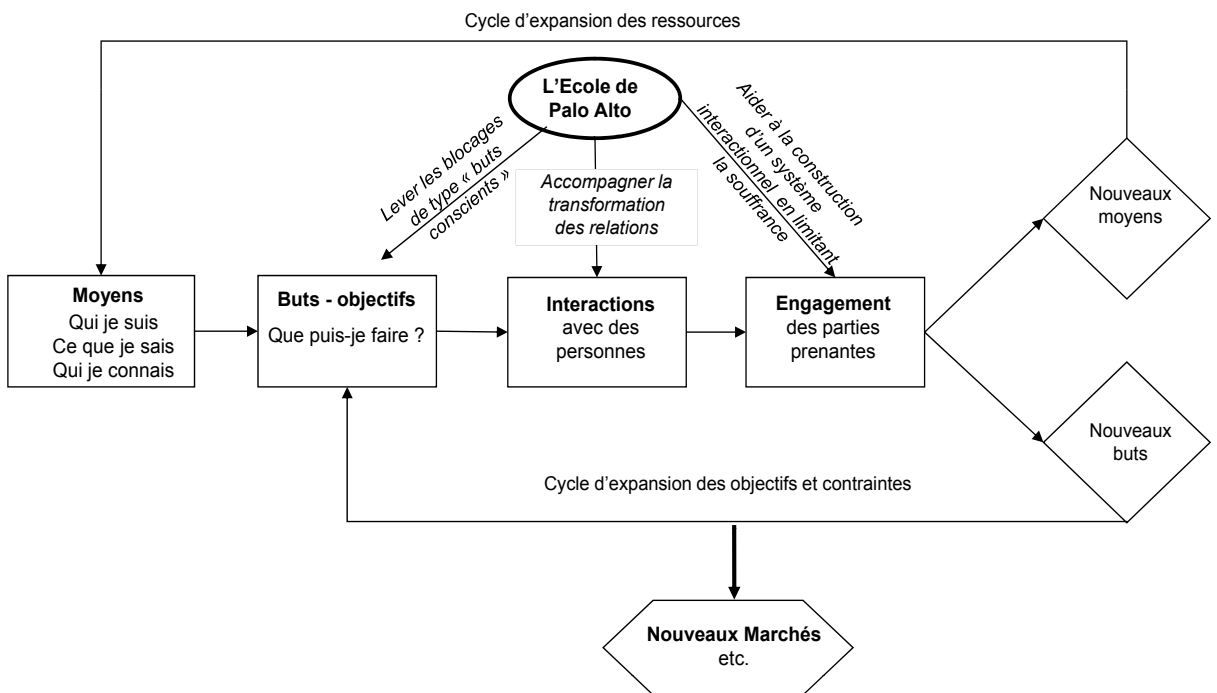 Cycle d’expansion des ressources
L’Ecole de
Palo Alto
Lever les blocages
de type « buts
conscients »
Accompagner la
transformation
des relations
Aider à la construction
d’un système
interactionnel en limitant
la souffrance
Nouveaux
moyens
Moyens
Qui je suis
Ce que je sais
Qui je connais
Buts - objectifs
Que puis-je faire ?
Interactions
avec des
personnes
Engagement
des parties
prenantes
Nouveaux
buts
Cycle d’expansion des objectifs et contraintes
Nouveaux Marchés
etc.